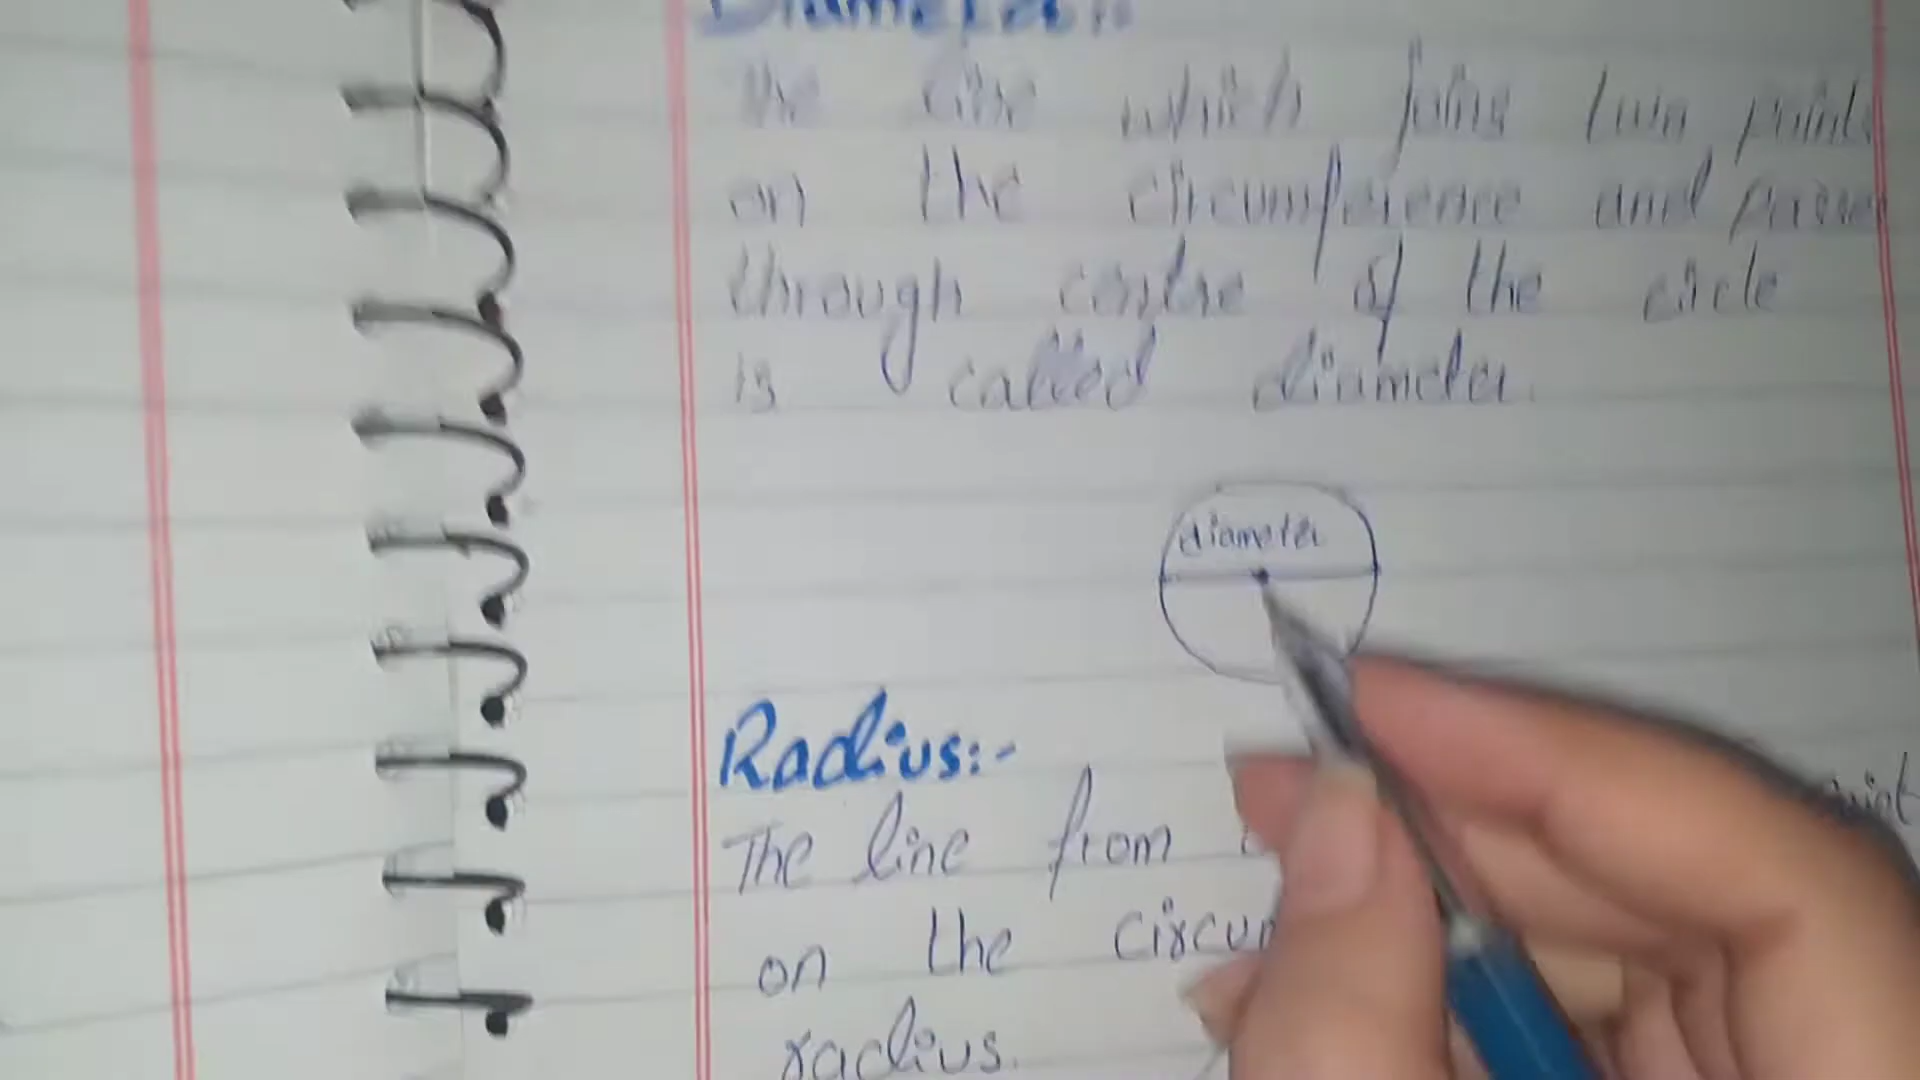 Diameter:-
The line which joins two points
on the circumference and passes
through centre of the circle
is called diameter.
diameter
Radius:-
The line from
on the
radius.